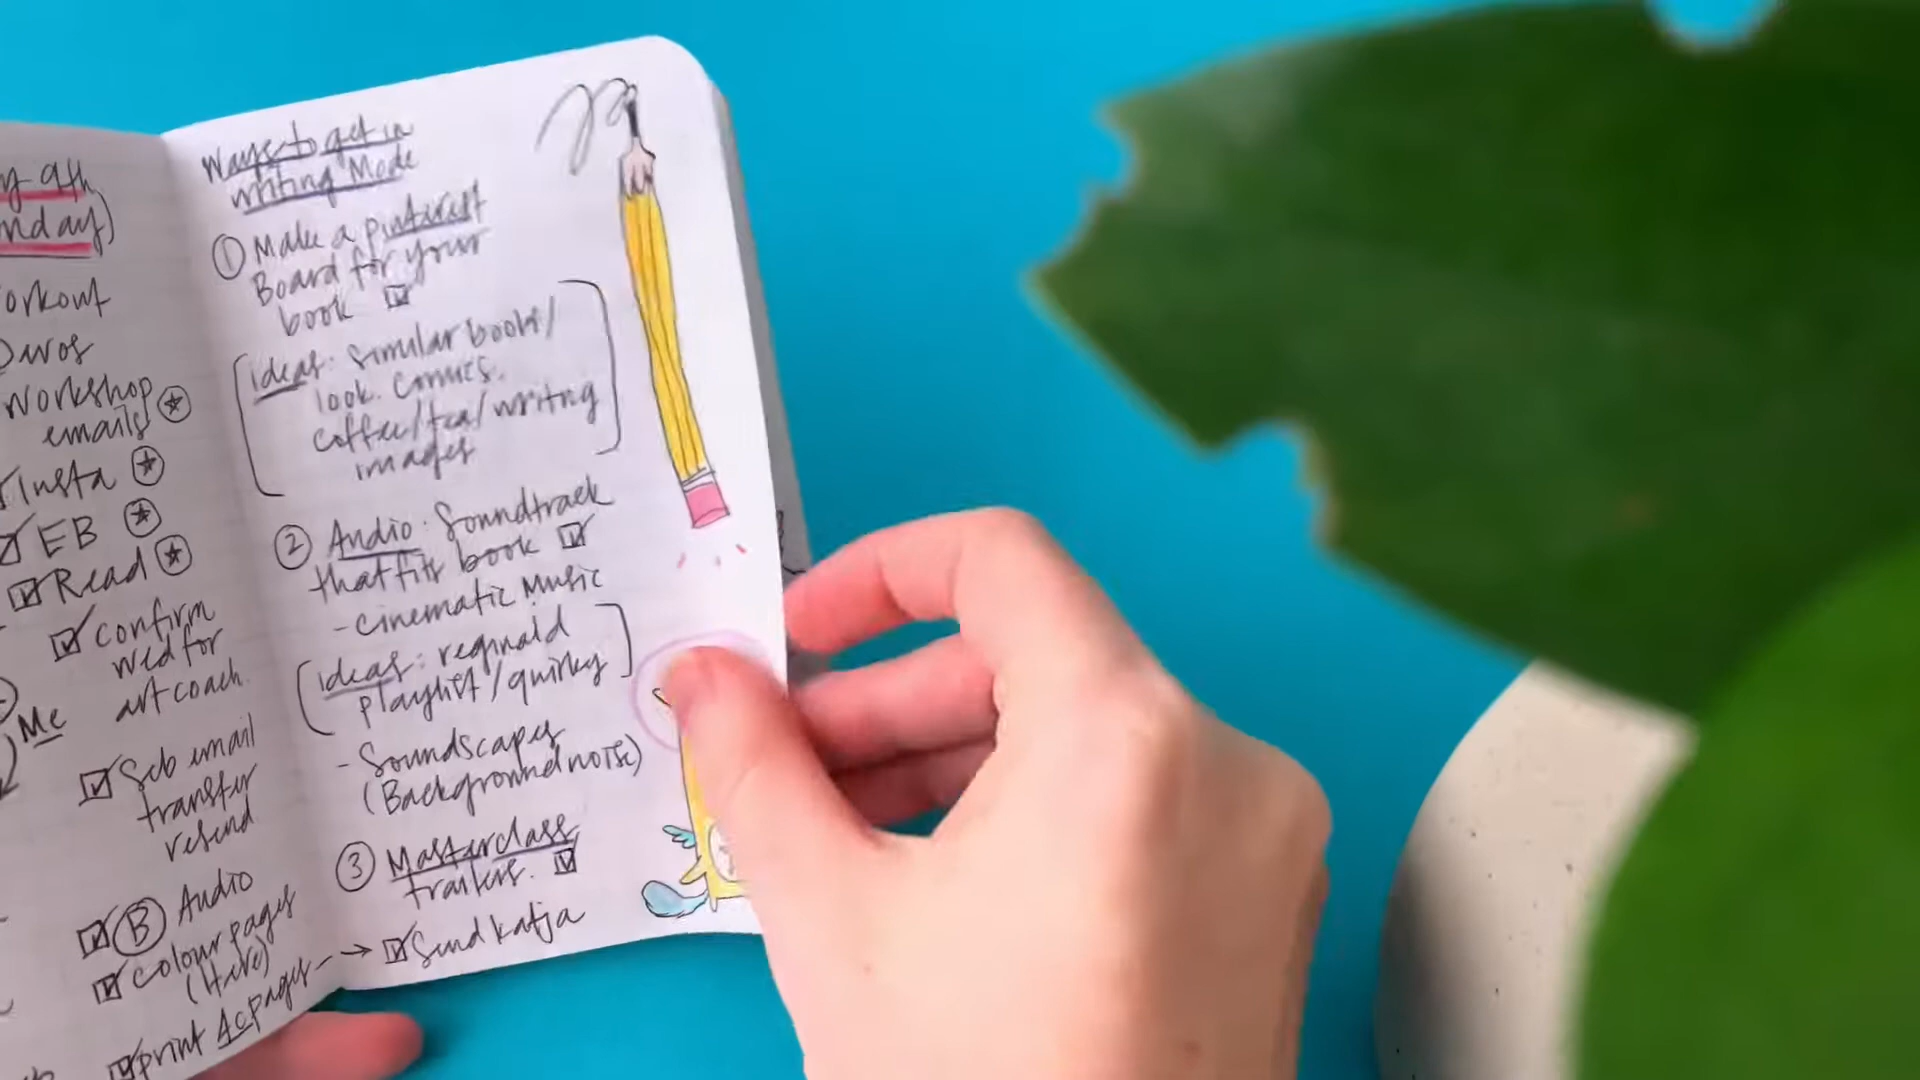 y 9th
nday)
orkout
Duos
Workshop
emails
Insta
EB
Read
confirm
wed for
art coach
Me
Seb email
transfer
resend
B Audio
Colour pages
(Here)
print AC pages
Ways to get in
writing Mode
1 Make a pinterest
Board for your
book
[ideas: similar books/
look. comics.
coffee/tea/writing
images]
2 Audio: Soundtrack
that fits book
- cinematic Music
[ideas: reginald
playlist/quirky]
- Soundscapes
(Background noise)
3 Masterclass
trailers.
Send katja